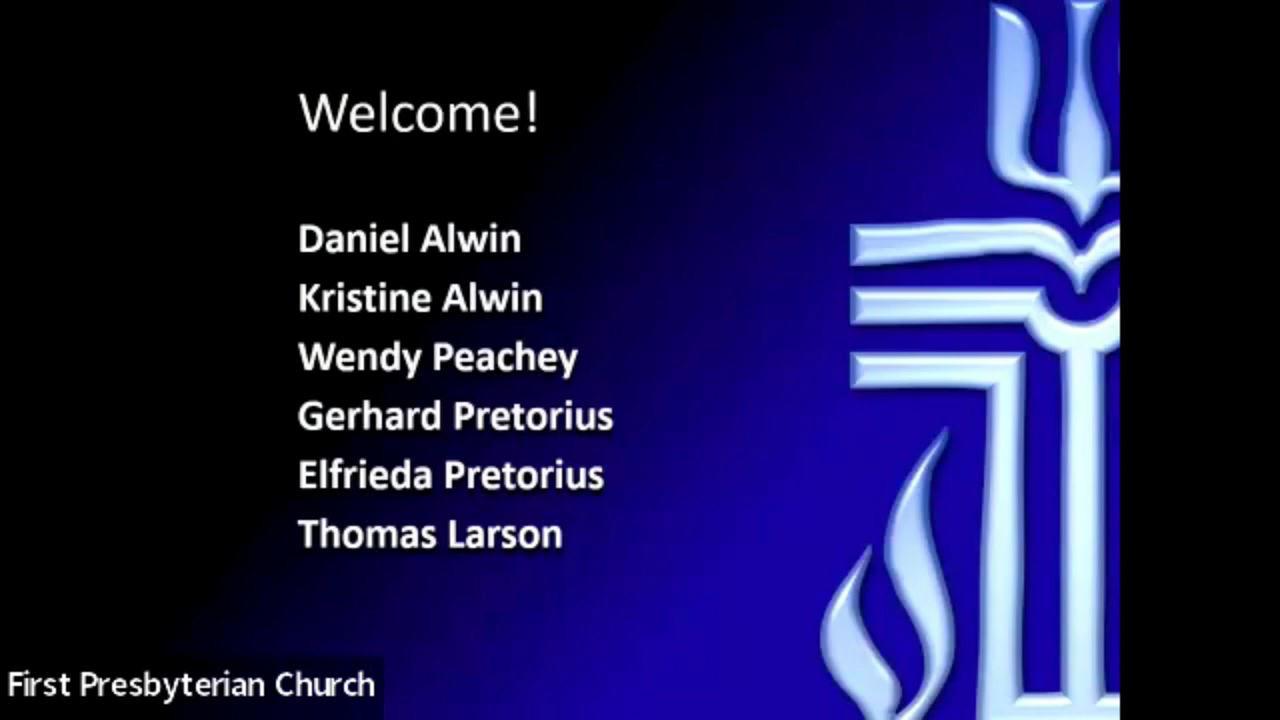 Welcome!
Daniel Alwin
Kristine Alwin
Wendy Peachey
Gerhard Pretorius
Elfrieda Pretorius
Thomas Larson
First Presbyterian Church